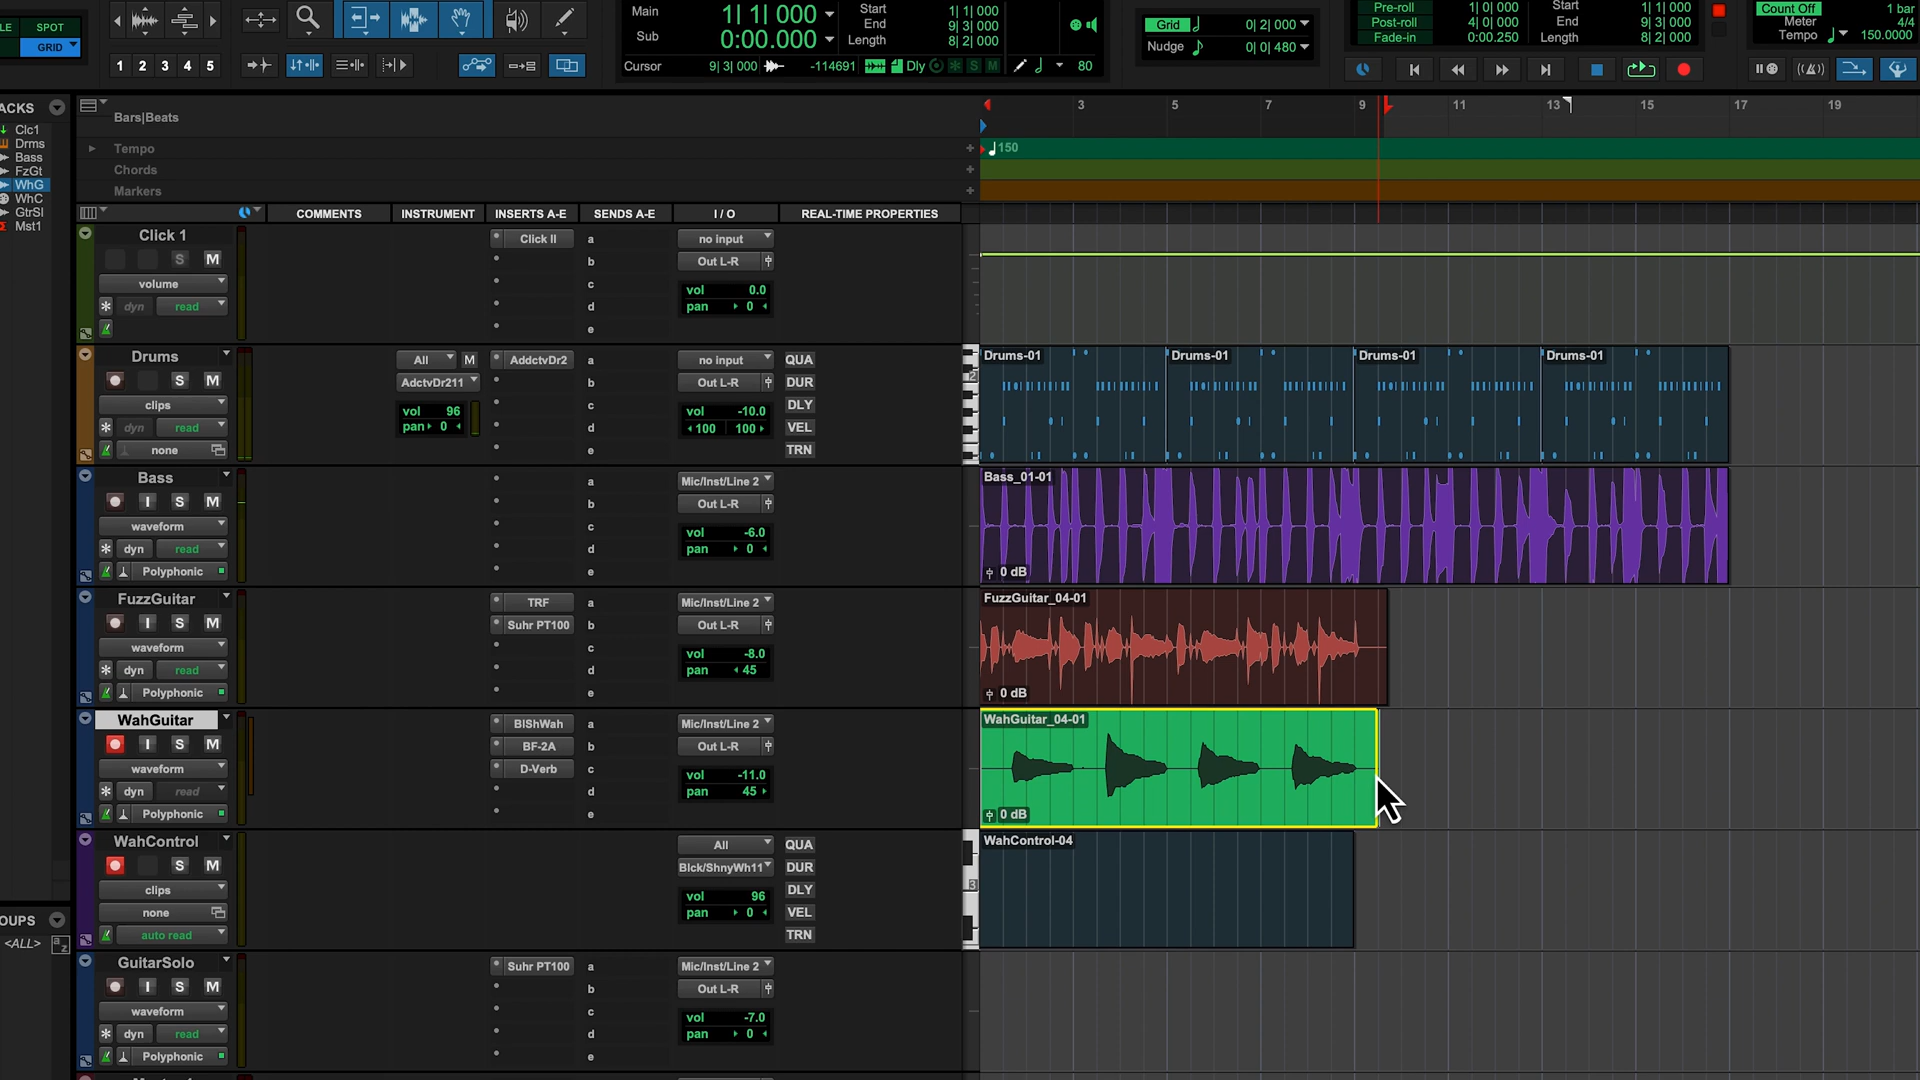 LE SPOT
GRID
1 2 3 4 5
Main 1| 1| 000
Sub 0:00.000
Start 1| 1| 000
End 9| 3| 000
Length 8| 2| 000
Cursor 9| 3| 000 -114691 Dly S M 80
Grid 0| 2| 000
Nudge 0| 0| 480
Pre-roll 1| 0| 000
Post-roll 4| 0| 000
Fade-in 0:00.250
Start 1| 1| 000
End 9| 3| 000
Length 8| 2| 000
Count Off 1 bar
Meter 4/4
Tempo 150.0000
ACKS
Clc1
Drms
Bass
FzGt
WhG
WhC
GtrSl
Mst1
OUPS
<ALL> a z
Bars|Beats
3 5 7 9 11 13 15 17 19
Tempo
150
Chords
Markers
COMMENTS INSTRUMENT INSERTS A-E SENDS A-E I / O REAL-TIME PROPERTIES
Click 1
S M
volume
dyn read
Click II
a
b
c
d
e
no input
Out L-R
vol 0.0
pan 0
Drums
S M
clips
dyn read
none
All M
AdctvDr211
vol 96
pan 0
AddctvDr2
a
b
c
d
e
no input
Out L-R
vol -10.0
100 100
QUA
DUR
DLY
VEL
TRN
2
Drums-01 Drums-01 Drums-01 Drums-01
Bass
I S M
waveform
dyn read
Polyphonic
a
b
c
d
e
Mic/Inst/Line 2
Out L-R
vol -6.0
pan 0
Bass_01-01
0 dB
FuzzGuitar
I S M
waveform
dyn read
Polyphonic
TRF
Suhr PT100
a
b
c
d
e
Mic/Inst/Line 2
Out L-R
vol -8.0
pan 45
FuzzGuitar_04-01
0 dB
WahGuitar
I S M
waveform
dyn read
Polyphonic
BlShWah
BF-2A
D-Verb
a
b
c
d
e
Mic/Inst/Line 2
Out L-R
vol -11.0
pan 45
WahGuitar_04-01
0 dB
WahControl
S M
clips
none
auto read
All
Blck/ShnyWh11
vol 96
pan 0
QUA
DUR
DLY
VEL
TRN
3
WahControl-04
GuitarSolo
I S M
waveform
dyn read
Polyphonic
Suhr PT100
a
b
c
d
e
Mic/Inst/Line 2
Out L-R
vol -7.0
pan 0